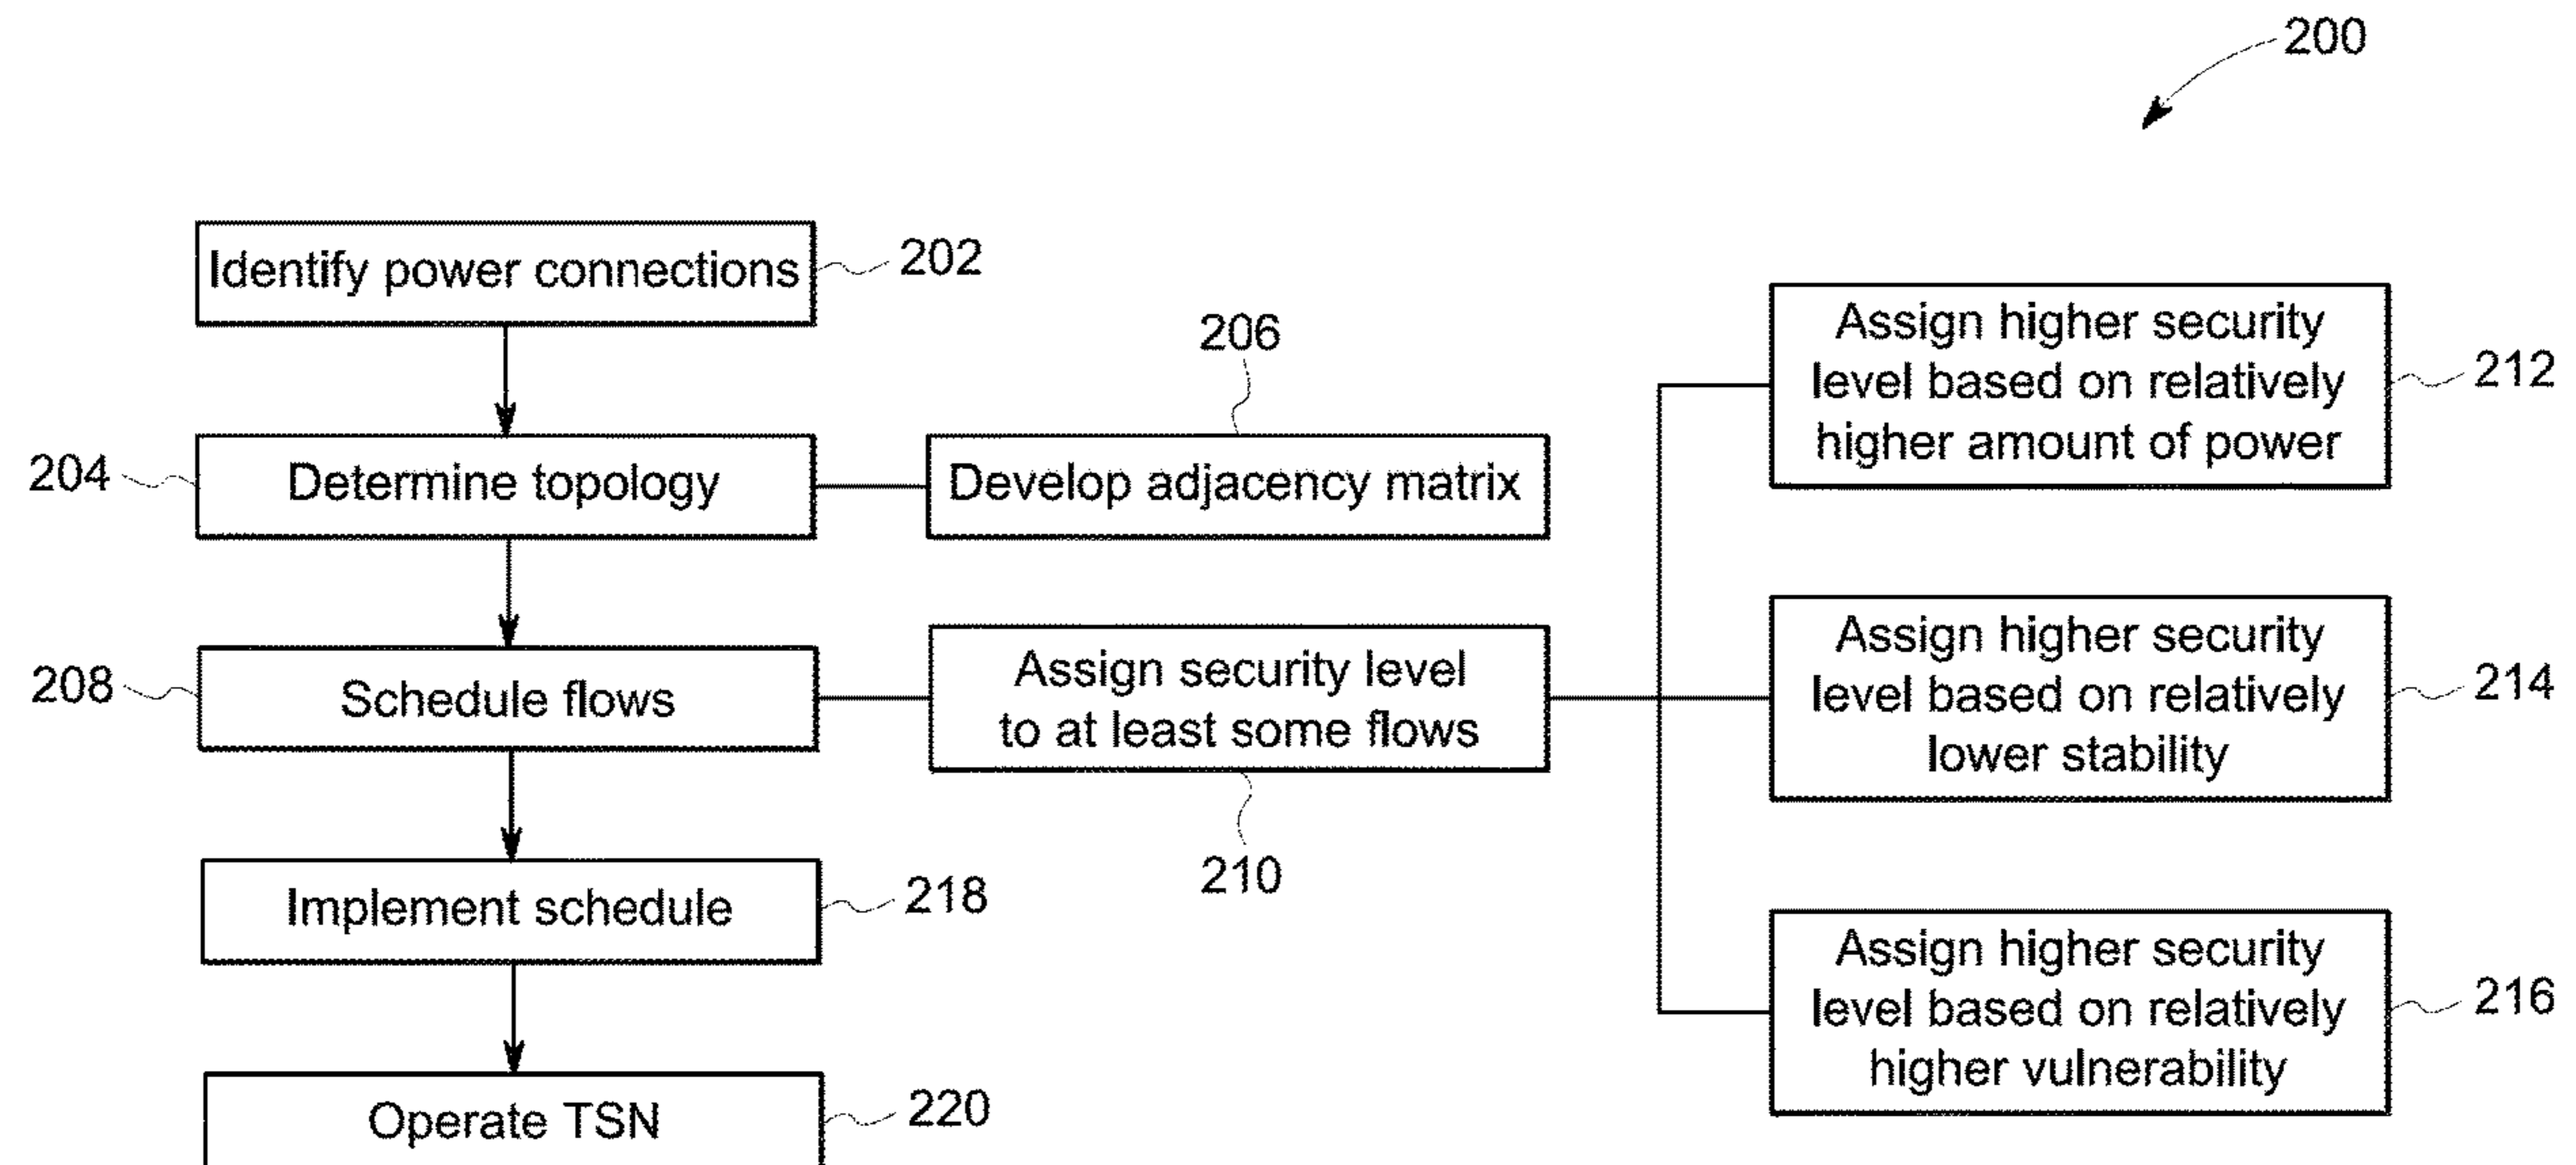 200
Identify power connections
202
206
Assign higher security
level based on relatively
higher amount of power
212
204
Determine topology
Develop adjacency matrix
208
Schedule flows
Assign security level
to at least some flows
210
Assign higher security
level based on relatively
lower stability
214
Implement schedule
218
Assign higher security
level based on relatively
higher vulnerability
216
Operate TSN
220